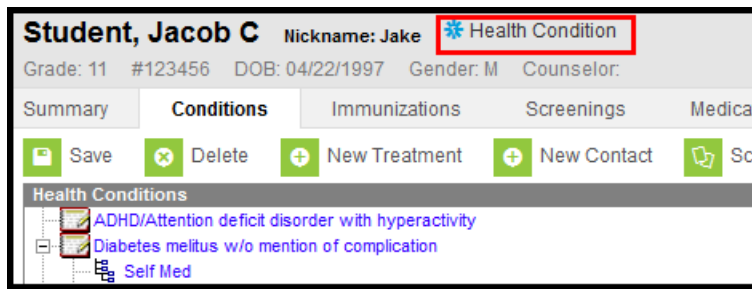 Student, Jacob C Nickname: Jake Health Condition
Grade: 11 #123456 DOB: 04/22/1997 Gender: M Counselor:
Summary Conditions Immunizations Screenings Medica
Save Delete New Treatment New Contact Sc
Health Conditions
ADHD/Attention deficit disorder with hyperactivity
Diabetes melitus w/o mention of complication
Self Med